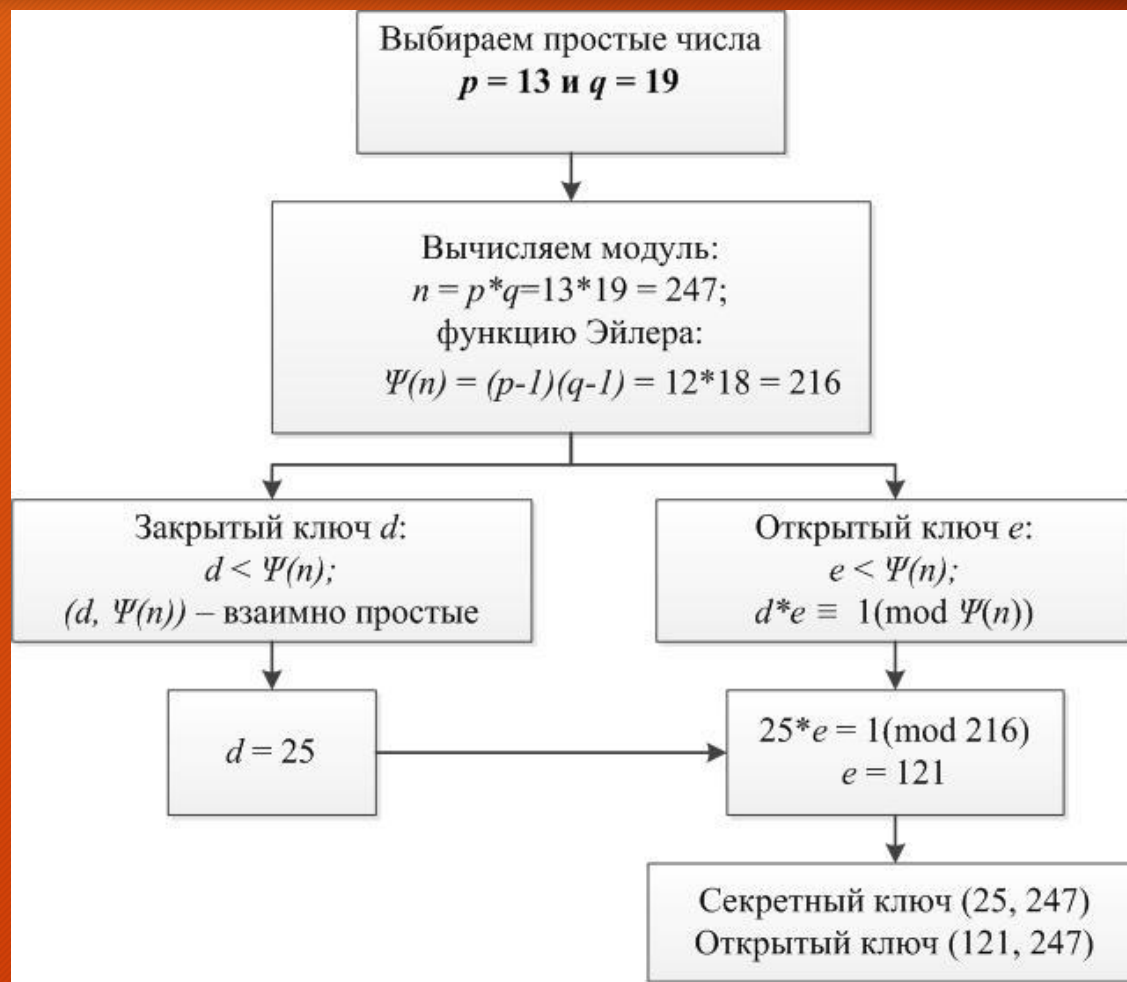 Выбираем простые числа
p = 13 и q = 19
Вычисляем модуль:
n = p*q=13*19 = 247;
функцию Эйлера:
Ψ(n) = (p-1)(q-1) = 12*18 = 216
Закрытый ключ d:
d < Ψ(n);
(d, Ψ(n)) – взаимно простые
Открытый ключ e:
e < Ψ(n);
d*e ≡ 1(mod Ψ(n))
d = 25
25*e = 1(mod 216)
e = 121
Секретный ключ (25, 247)
Открытый ключ (121, 247)